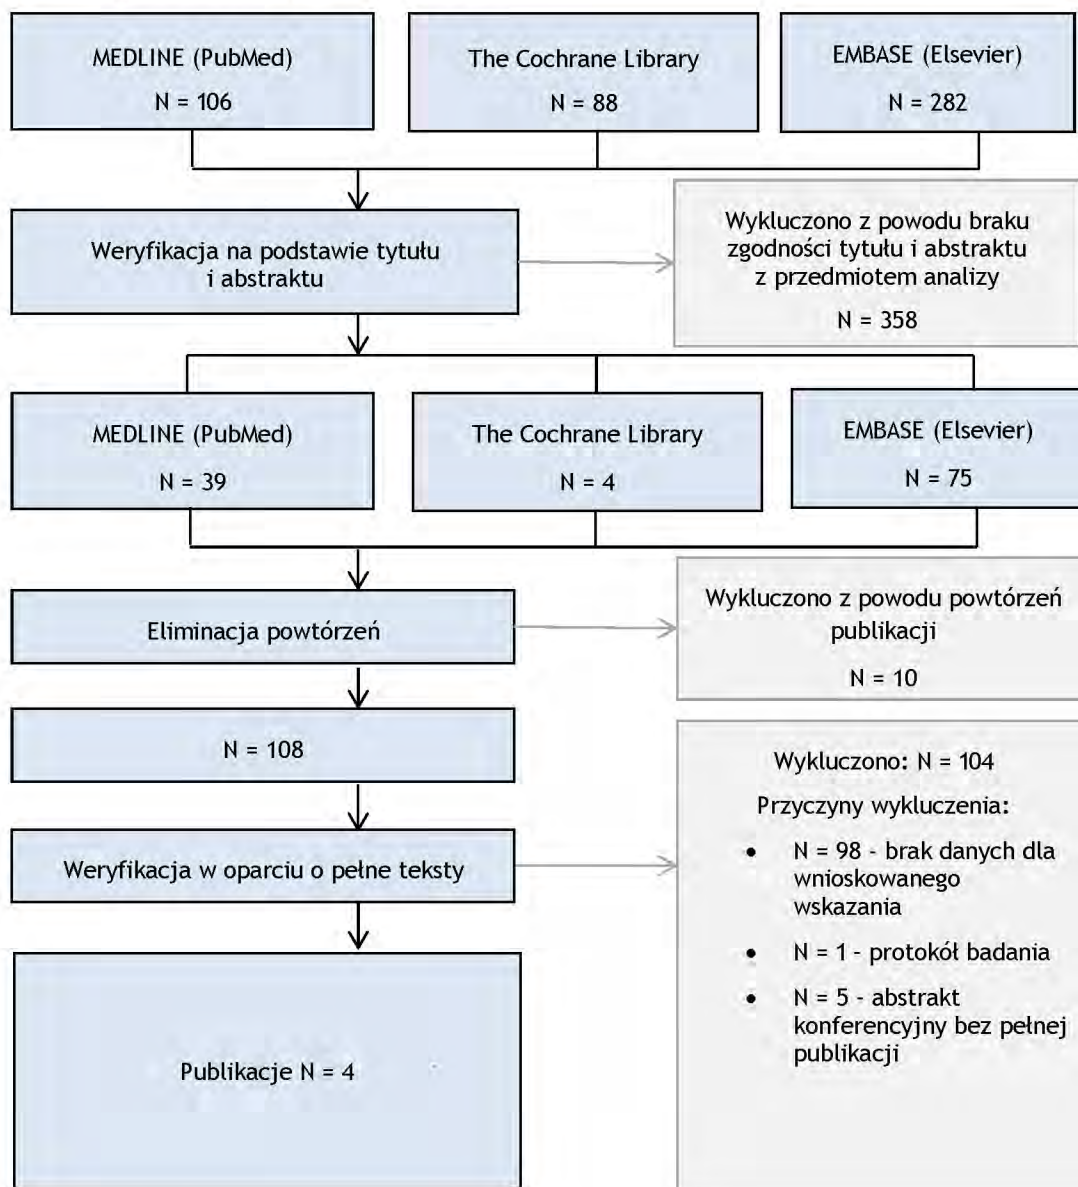 MEDLINE (PubMed)
N = 106
The Cochrane Library
N = 88
EMBASE (Elsevier)
N = 282
Weryfikacja na podstawie tytułu
i abstraktu
Wykluczono z powodu braku
zgodności tytułu i abstraktu
z przedmiotem analizy
N = 358
MEDLINE (PubMed)
N = 39
The Cochrane Library
N = 4
EMBASE (Elsevier)
N = 75
Eliminacja powtórzeń
Wykluczono z powodu powtórzeń
publikacji
N = 10
N = 108
Weryfikacja w oparciu o pełne teksty
Wykluczono: N = 104
Przyczyny wykluczenia:
• N = 98 - brak danych dla
wnioskowanego
wskazania
• N = 1 - protokół badania
• N = 5 - abstrakt
konferencyjny bez pełnej
publikacji
Publikacje N = 4